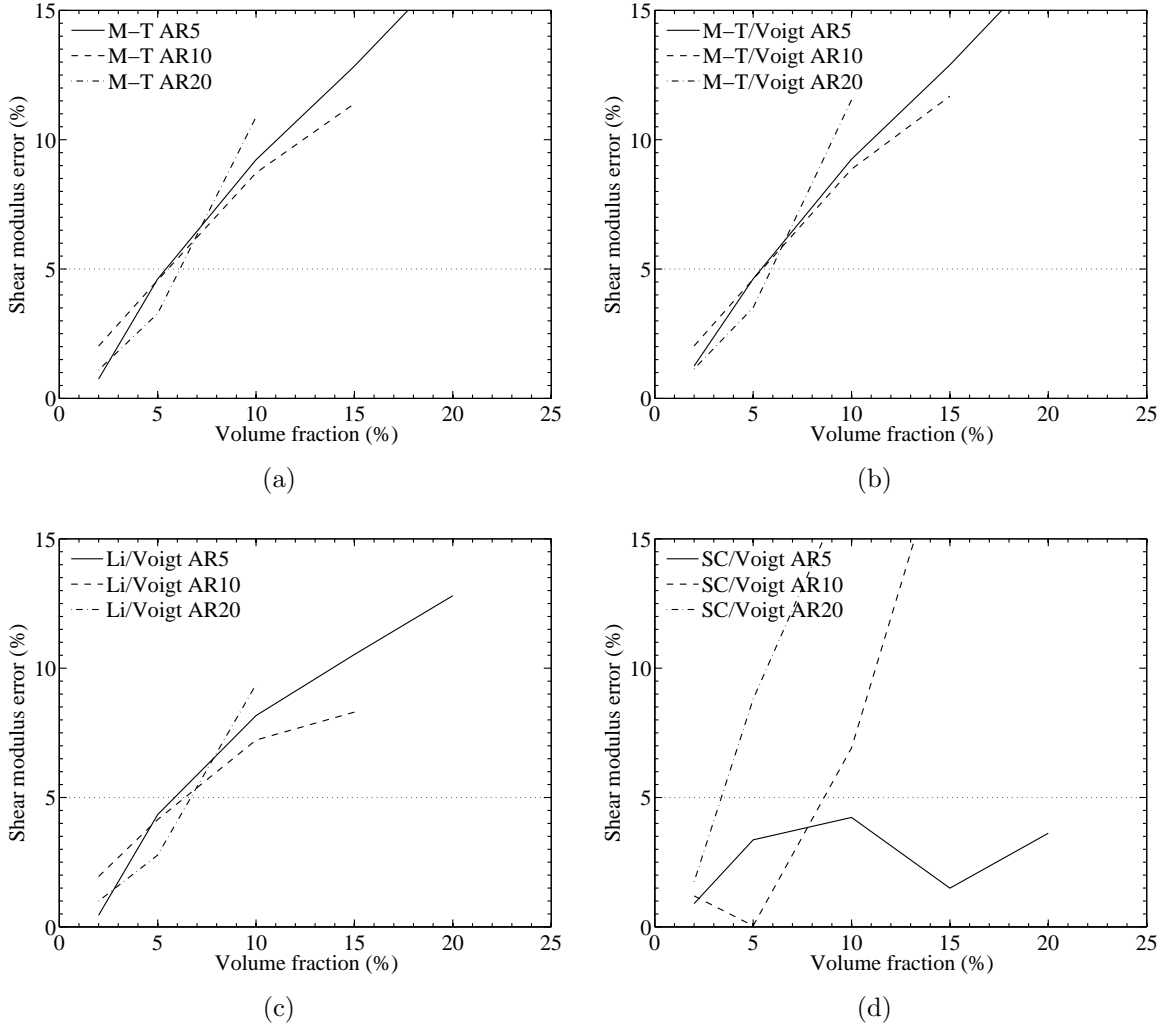 15
M−T AR5
M−T AR10
M−T AR20
10
5
0
Shear modulus error (%)
0 5 10 15 20 25
Volume fraction (%)
(a)
15
M−T/Voigt AR5
M−T/Voigt AR10
M−T/Voigt AR20
10
5
0
Shear modulus error (%)
0 5 10 15 20 25
Volume fraction (%)
(b)
15
Li/Voigt AR5
Li/Voigt AR10
Li/Voigt AR20
10
5
0
Shear modulus error (%)
0 5 10 15 20 25
Volume fraction (%)
(c)
15
SC/Voigt AR5
SC/Voigt AR10
SC/Voigt AR20
10
5
0
Shear modulus error (%)
0 5 10 15 20 25
Volume fraction (%)
(d)